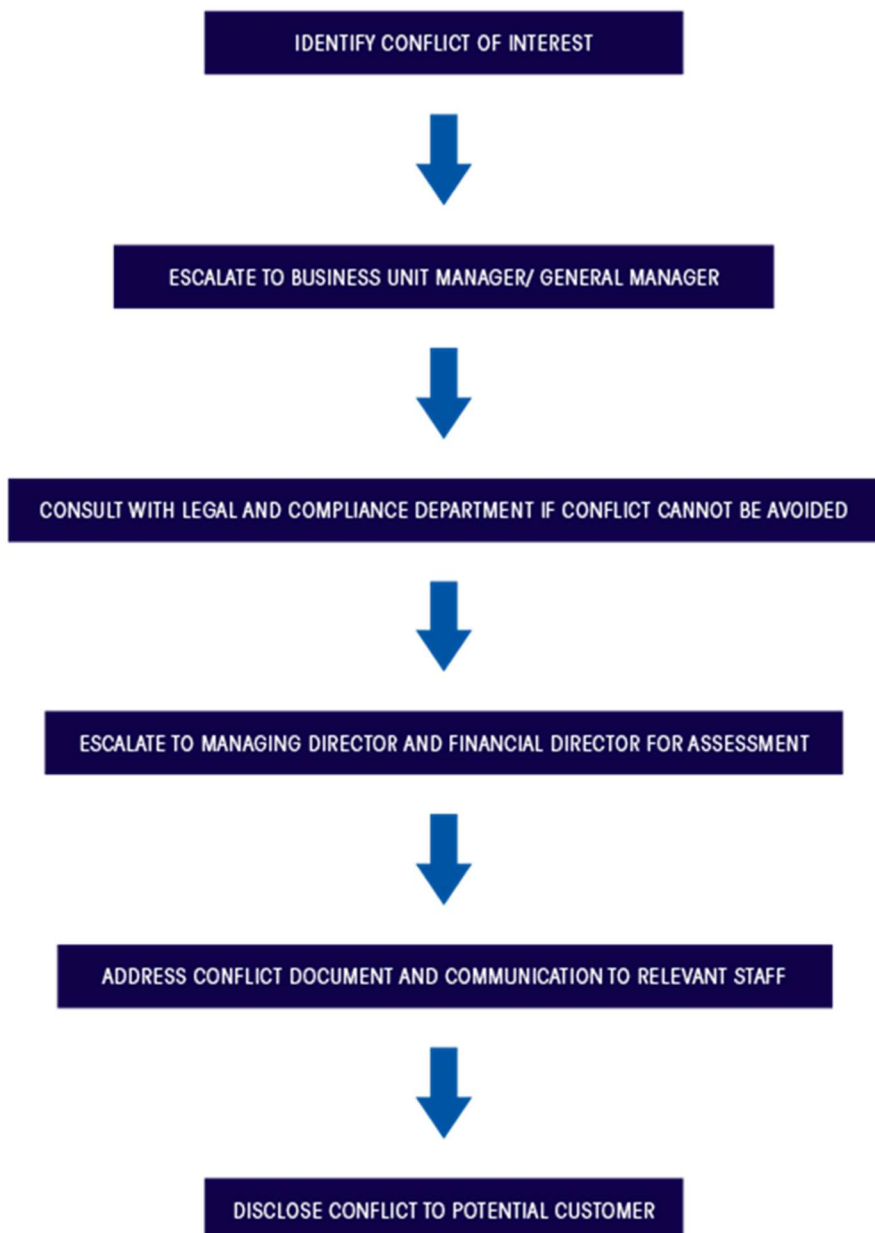 IDENTIFY CONFLICT OF INTEREST
ESCALATE TO BUSINESS UNIT MANAGER/ GENERAL MANAGER
CONSULT WITH LEGAL AND COMPLIANCE DEPARTMENT IF CONFLICT CANNOT BE AVOIDED
ESCALATE TO MANAGING DIRECTOR AND FINANCIAL DIRECTOR FOR ASSESSMENT
ADDRESS CONFLICT DOCUMENT AND COMMUNICATION TO RELEVANT STAFF
DISCLOSE CONFLICT TO POTENTIAL CUSTOMER